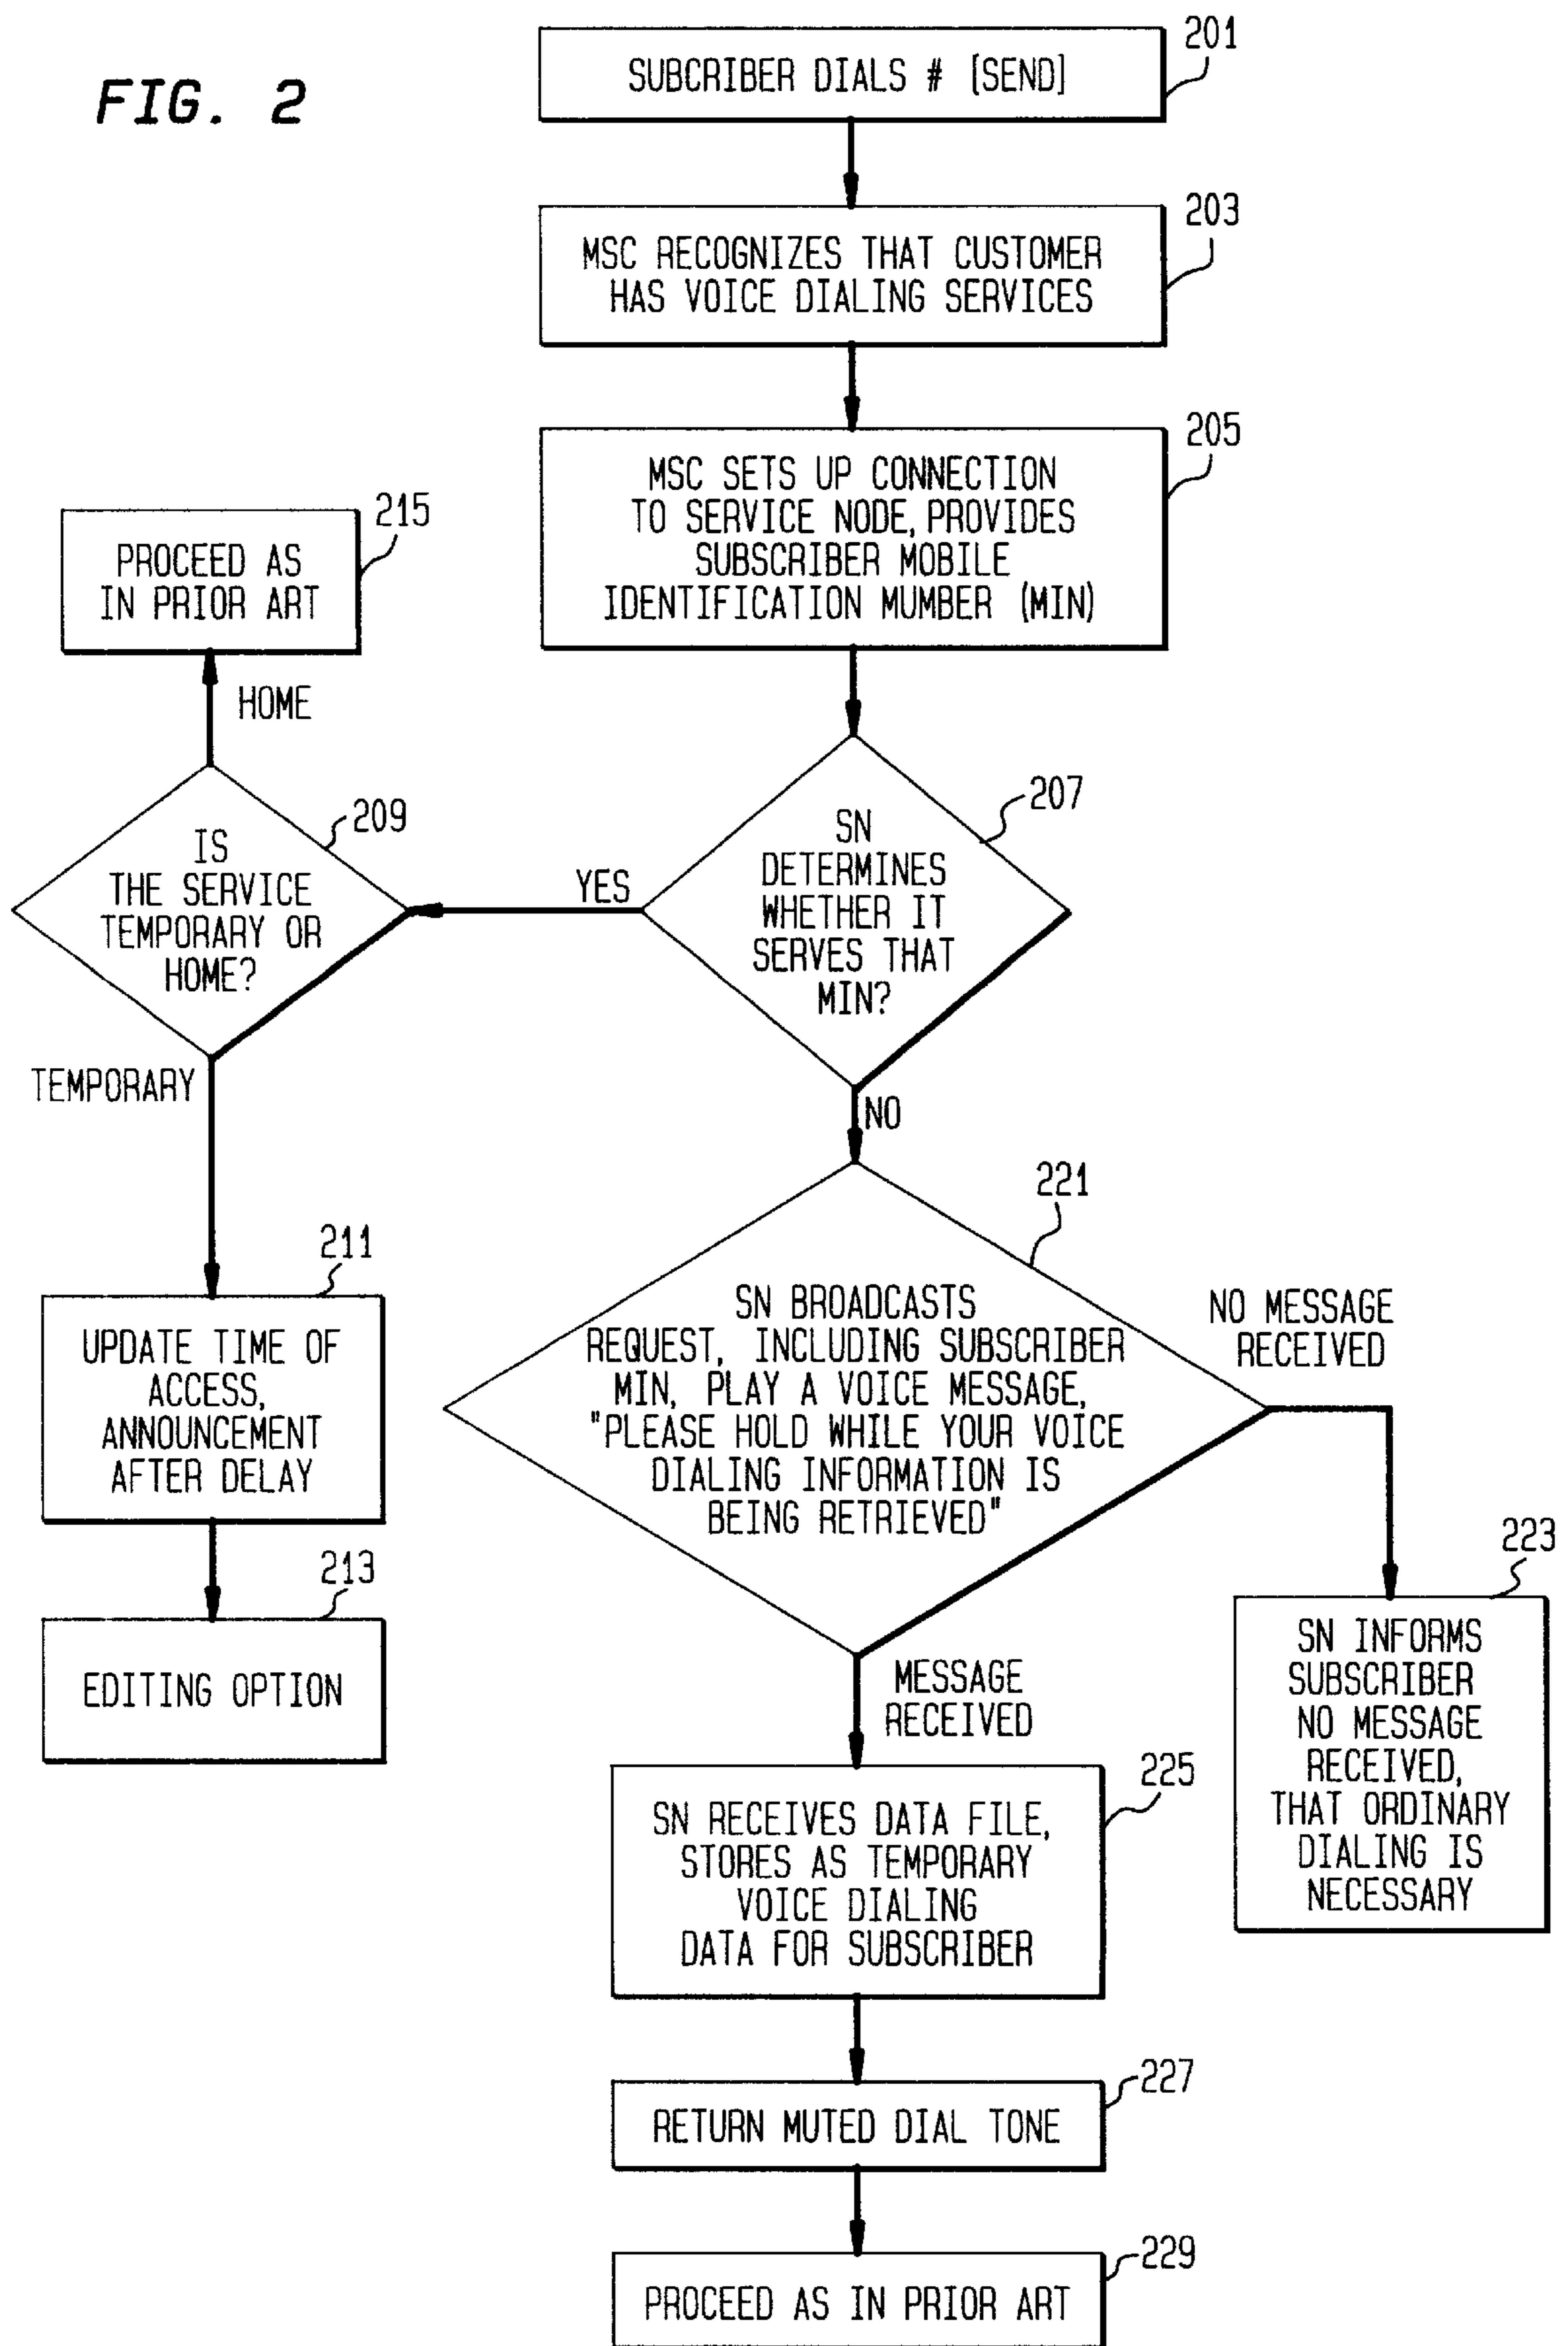 FIG. 2
201
SUBCRIBER DIALS # [SEND]
203
MSC RECOGNIZES THAT CUSTOMER
HAS VOICE DIALING SERVICES
205
MSC SETS UP CONNECTION
TO SERVICE NODE, PROVIDES
SUBSCRIBER MOBILE
IDENTIFICATION MUMBER (MIN)
215
PROCEED AS
IN PRIOR ART
HOME
209
IS
THE SERVICE
TEMPORARY OR
HOME?
YES
207
SN
DETERMINES
WHETHER IT
SERVES THAT
MIN?
TEMPORARY
NO
211
UPDATE TIME OF
ACCESS,
ANNOUNCEMENT
AFTER DELAY
213
EDITING OPTION
221
SN BROADCASTS
REQUEST, INCLUDING SUBSCRIBER
MIN, PLAY A VOICE MESSAGE,
"PLEASE HOLD WHILE YOUR VOICE
DIALING INFORMATION IS
BEING RETRIEVED"
NO MESSAGE
RECEIVED
223
SN INFORMS
SUBSCRIBER
NO MESSAGE
RECEIVED,
THAT ORDINARY
DIALING IS
NECESSARY
MESSAGE
RECEIVED
225
SN RECEIVES DATA FILE,
STORES AS TEMPORARY
VOICE DIALING
DATA FOR SUBSCRIBER
227
RETURN MUTED DIAL TONE
229
PROCEED AS IN PRIOR ART